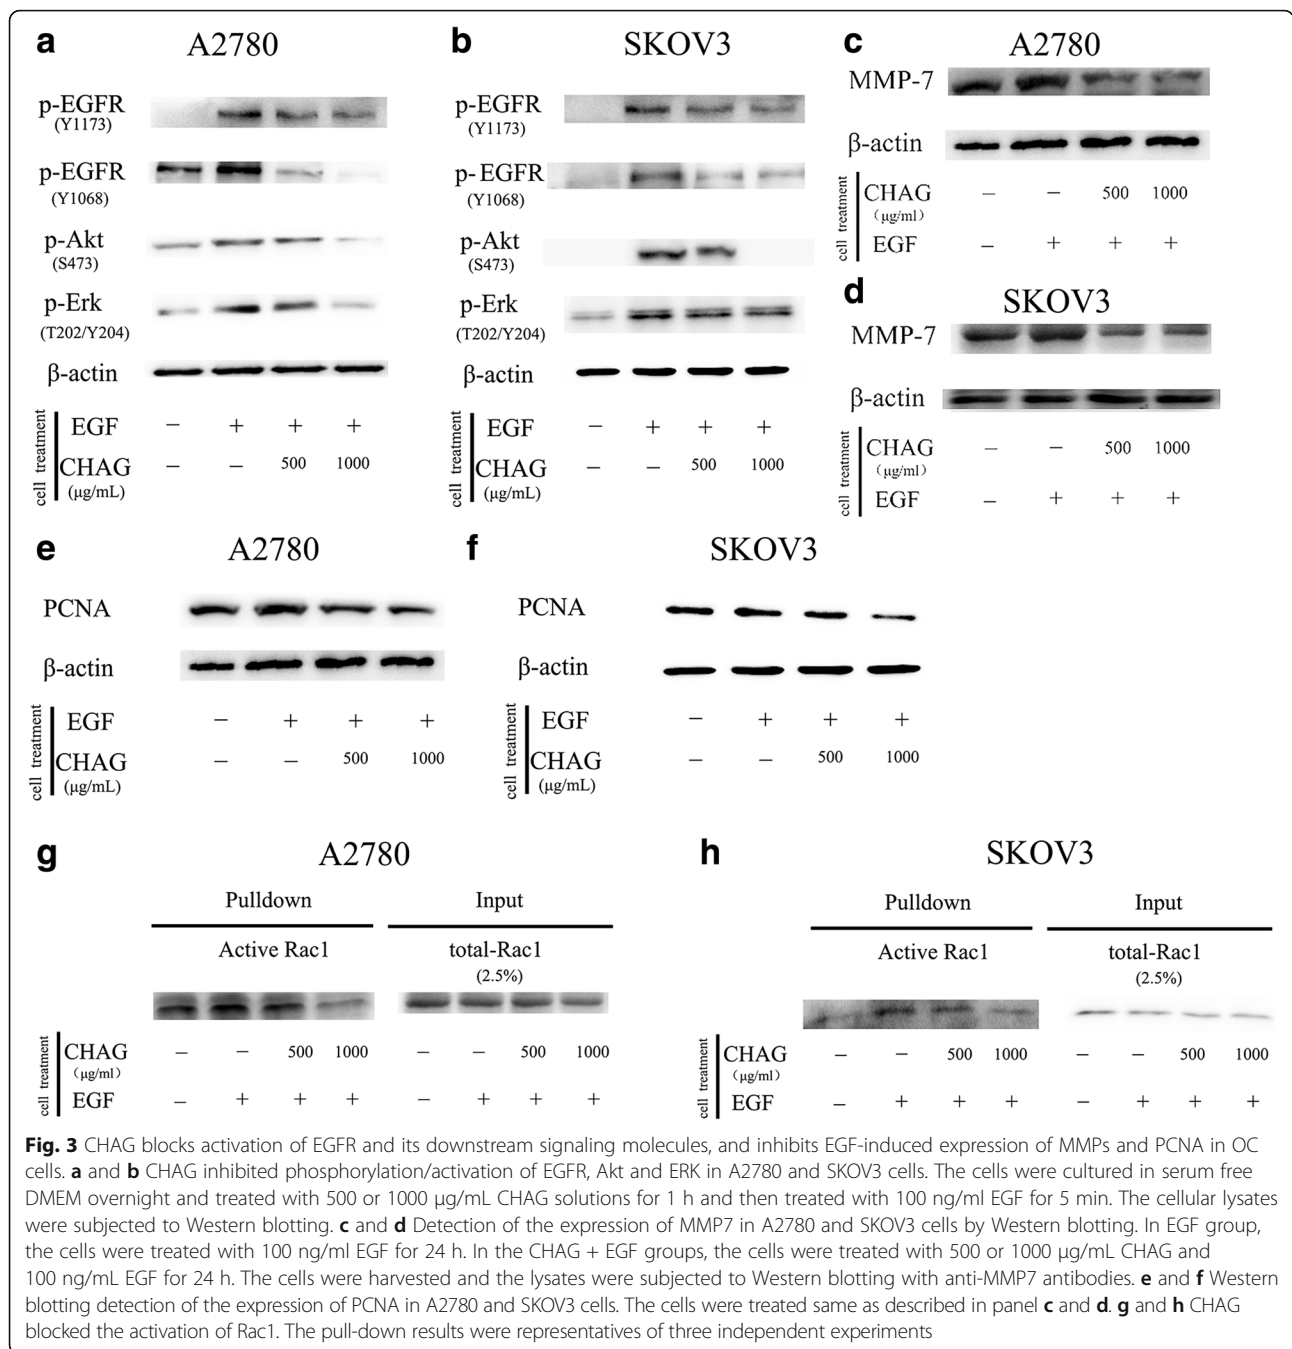 a
A2780
p-EGFR
(Y1173)
p-EGFR
(Y1068)
p-Akt
(S473)
p-Erk
(T202/Y204)
β-actin
cell treatment
EGF − + + +
CHAG − − 500 1000
(μg/mL)
b
SKOV3
p-EGFR
(Y1173)
p-EGFR
(Y1068)
p-Akt
(S473)
p-Erk
(T202/Y204)
β-actin
cell treatment
EGF − + + +
CHAG − − 500 1000
(μg/mL)
c
A2780
MMP-7
β-actin
cell treatment
CHAG − − 500 1000
(μg/ml)
EGF − + + +
d
SKOV3
MMP-7
β-actin
cell treatment
CHAG − − 500 1000
(μg/ml)
EGF − + + +
e
A2780
PCNA
β-actin
cell treatment
EGF − + + +
CHAG − − 500 1000
(μg/mL)
f
SKOV3
PCNA
β-actin
cell treatment
EGF − + + +
CHAG − − 500 1000
(μg/mL)
g
A2780
Pulldown Input
Active Rac1 total-Rac1
(2.5%)
cell treatment
CHAG − − 500 1000 − − 500 1000
(μg/ml)
EGF − + + + − + + +
h
SKOV3
Pulldown Input
Active Rac1 total-Rac1
(2.5%)
cell treatment
CHAG − − 500 1000 − − 500 1000
(μg/ml)
EGF − + + + − + + +
Fig. 3 CHAG blocks activation of EGFR and its downstream signaling molecules, and inhibits EGF-induced expression of MMPs and PCNA in OC
cells. a and b CHAG inhibited phosphorylation/activation of EGFR, Akt and ERK in A2780 and SKOV3 cells. The cells were cultured in serum free
DMEM overnight and treated with 500 or 1000 μg/mL CHAG solutions for 1 h and then treated with 100 ng/ml EGF for 5 min. The cellular lysates
were subjected to Western blotting. c and d Detection of the expression of MMP7 in A2780 and SKOV3 cells by Western blotting. In EGF group,
the cells were treated with 100 ng/ml EGF for 24 h. In the CHAG + EGF groups, the cells were treated with 500 or 1000 μg/mL CHAG and
100 ng/mL EGF for 24 h. The cells were harvested and the lysates were subjected to Western blotting with anti-MMP7 antibodies. e and f Western
blotting detection of the expression of PCNA in A2780 and SKOV3 cells. The cells were treated same as described in panel c and d. g and h CHAG
blocked the activation of Rac1. The pull-down results were representatives of three independent experiments